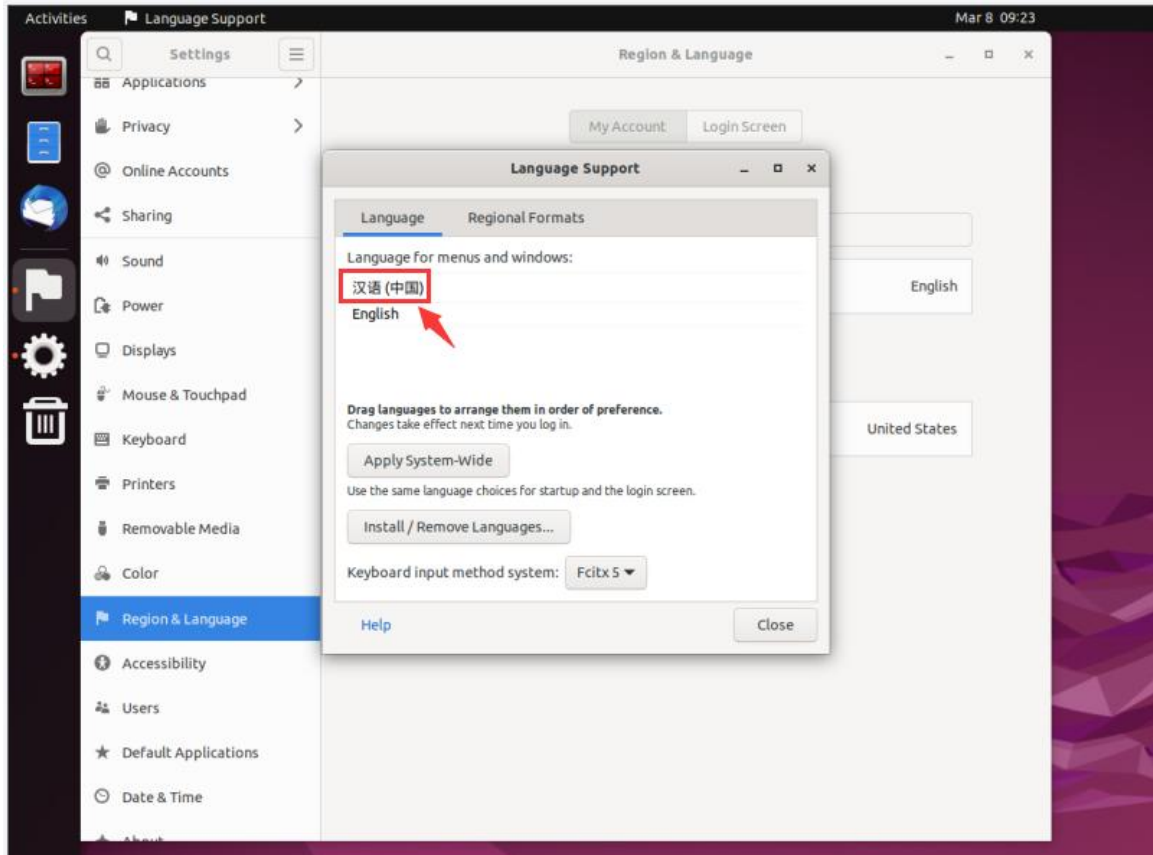 Activities
Language Support
Mar 8 09:23
Settings
Region & Language
Applications
Privacy
Online Accounts
Sharing
Sound
Power
Displays
Mouse & Touchpad
Keyboard
Printers
Removable Media
Color
Region & Language
Accessibility
Users
Default Applications
Date & Time
About
My Account
Login Screen
English
United States
Language Support
Language
Regional Formats
Language for menus and windows:
汉语 (中国)
English
Drag languages to arrange them in order of preference.
Changes take effect next time you log in.
Apply System-Wide
Use the same language choices for startup and the login screen.
Install / Remove Languages...
Keyboard input method system:
Fcitx 5
Help
Close